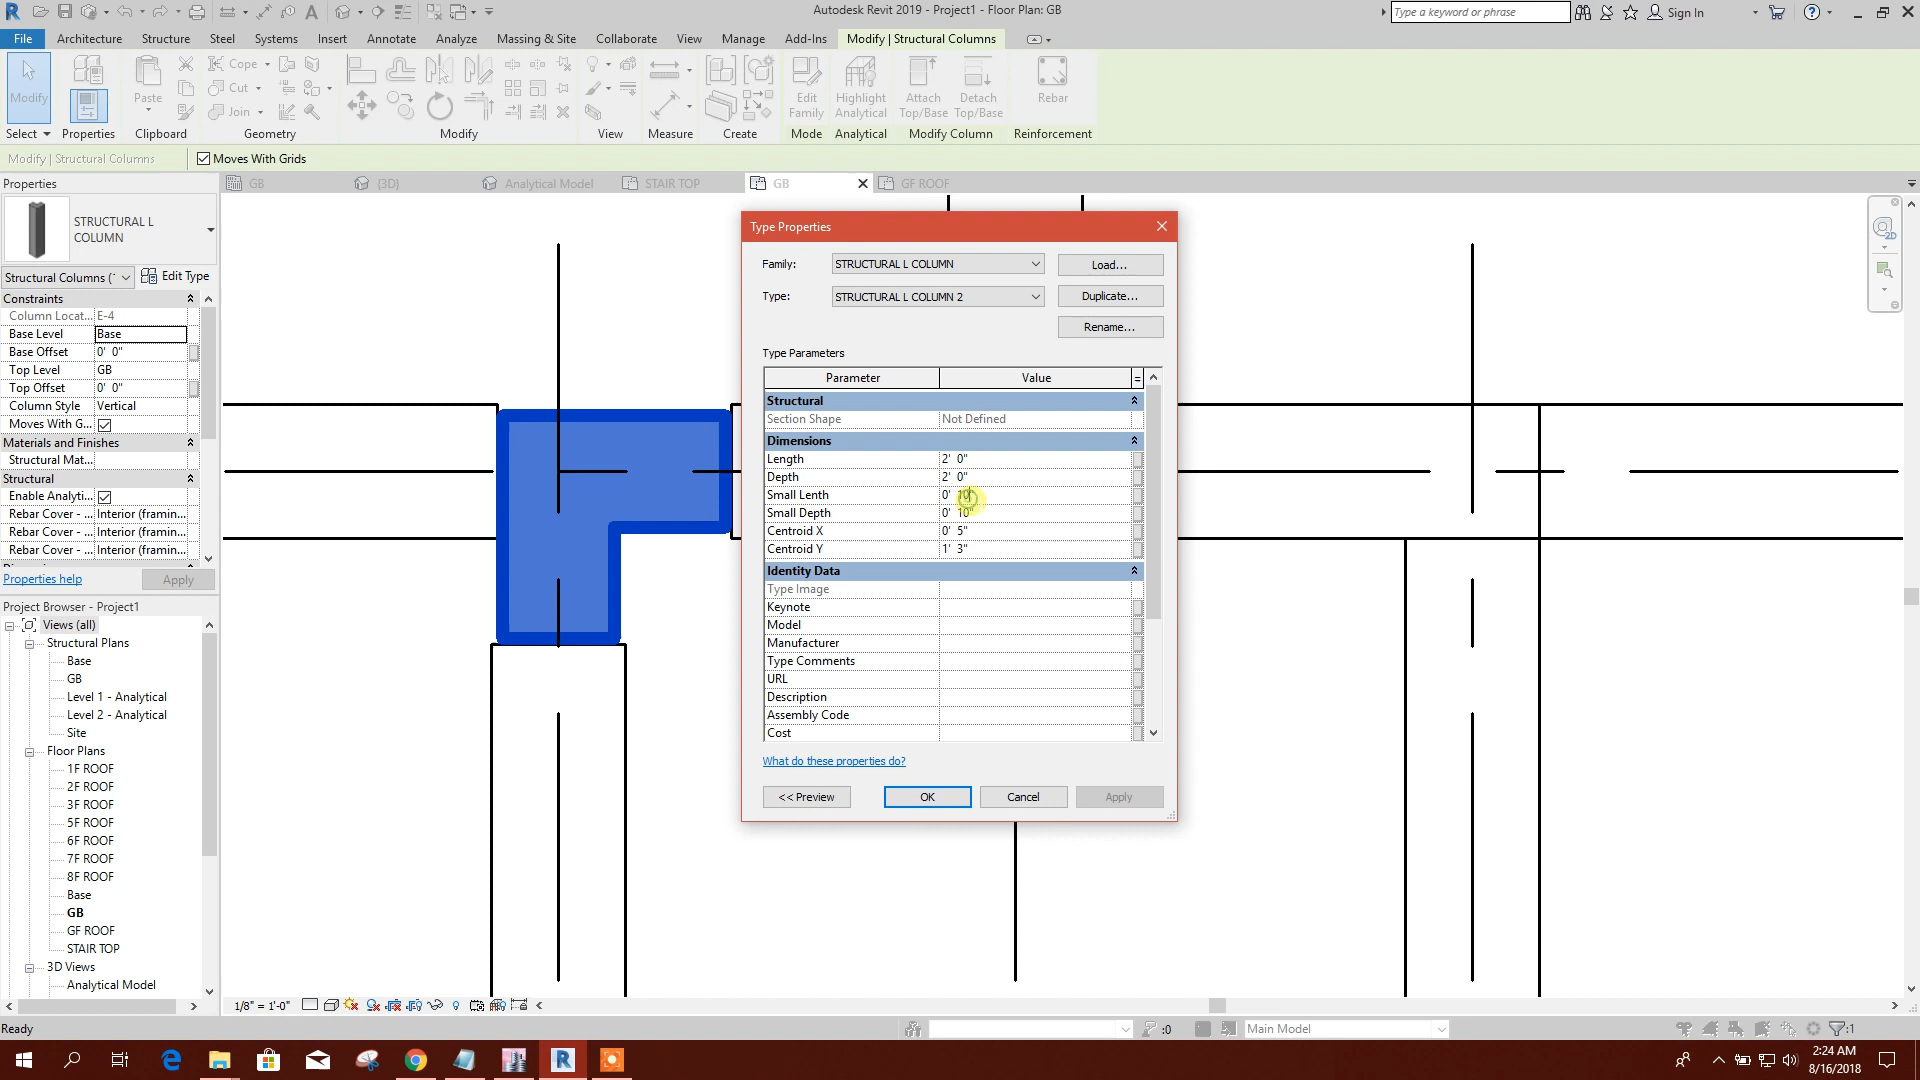 Autodesk Revit 2019 - Project1 - Floor Plan: GB
Type a keyword or phrase
Sign In
File Architecture Structure Steel Systems Insert Annotate Analyze Massing & Site Collaborate View Manage Add-Ins Modify | Structural Columns
Modify
Paste
Cope
Cut
Join
Edit Family
Highlight Analytical
Attach Top/Base
Detach Top/Base
Rebar
Select Properties Clipboard Geometry Modify View Measure Create Mode Analytical Modify Column Reinforcement
Modify | Structural Columns
Moves With Grids
Properties
GB {3D} Analytical Model STAIR TOP GB GF ROOF
STRUCTURAL L COLUMN
Structural Columns (
Edit Type
Constraints
Column Locat... E-4
Base Level Base
Base Offset 0' 0"
Top Level GB
Top Offset 0' 0"
Column Style Vertical
Moves With G...
Materials and Finishes
Structural Mat...
Structural
Enable Analyti...
Rebar Cover - ... Interior (framin...
Rebar Cover - ... Interior (framin...
Rebar Cover - ... Interior (framin...
Properties help
Apply
Project Browser - Project1
Views (all)
Structural Plans
Base
GB
Level 1 - Analytical
Level 2 - Analytical
Site
Floor Plans
1F ROOF
2F ROOF
3F ROOF
5F ROOF
6F ROOF
7F ROOF
8F ROOF
Base
GB
GF ROOF
STAIR TOP
3D Views
Analytical Model
Type Properties
Family: STRUCTURAL L COLUMN Load...
Type: STRUCTURAL L COLUMN 2 Duplicate...
Rename...
Type Parameters
Parameter Value =
Structural
Section Shape Not Defined
Dimensions
Length 2' 0"
Depth 2' 0"
Small Lenth 0' 10
Small Depth 0' 10"
Centroid X 0' 5"
Centroid Y 1' 3"
Identity Data
Type Image
Keynote
Model
Manufacturer
Type Comments
URL
Description
Assembly Code
Cost
What do these properties do?
<< Preview OK Cancel Apply
2D
1/8" = 1'-0"
Ready
:0
Main Model
:1
2:24 AM
8/16/2018